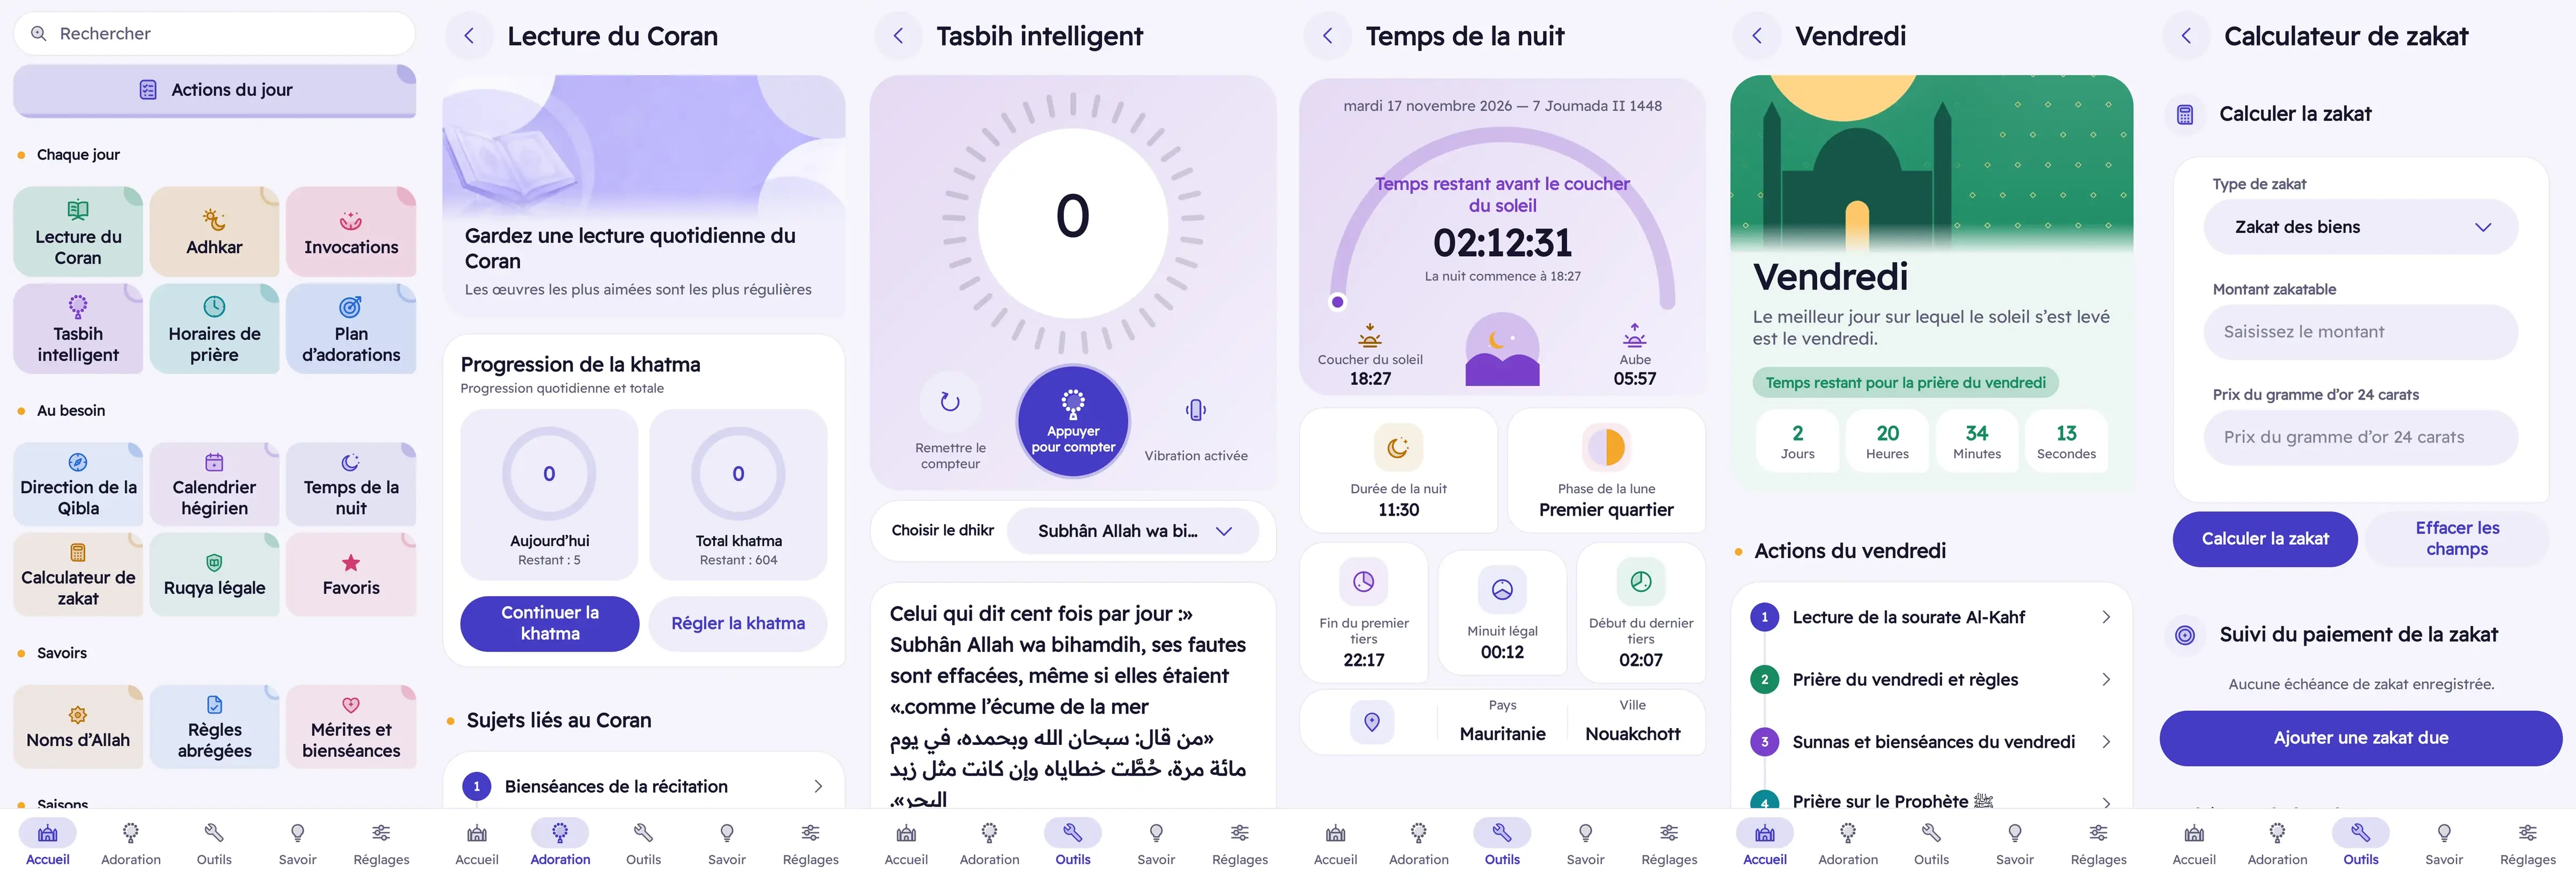 Rechercher
Actions du jour
Chaque jour
Lecture du
Coran
Adhkar
Invocations
Tasbih
intelligent
Horaires de
prière
Plan
d’adorations
Au besoin
Direction de la
Qibla
Calendrier
hégirien
Temps de la
nuit
Calculateur de
zakat
Ruqya légale
Favoris
Savoirs
Noms d’Allah
Règles
abrégées
Mérites et
bienséances
Saisons
Accueil
Adoration
Outils
Savoir
Réglages
Lecture du Coran
Gardez une lecture quotidienne du
Coran
Les œuvres les plus aimées sont les plus régulières
Progression de la khatma
Progression quotidienne et totale
0
Aujourd’hui
Restant : 5
0
Total khatma
Restant : 604
Continuer la
khatma
Régler la khatma
Sujets liés au Coran
1 Bienséances de la récitation
Accueil
Adoration
Outils
Savoir
Réglages
Tasbih intelligent
0
Remettre le
compteur
Appuyer
pour compter
Vibration activée
Choisir le dhikr
Subhân Allah wa bi...
Celui qui dit cent fois par jour :»
Subhân Allah wa bihamdih, ses fautes
sont effacées, même si elles étaient
«.comme l’écume de la mer
«من قال: سبحان الله وبحمده، في يوم
مائة مرة، حُطَّت خطاياه وإن كانت مثل زبد
البحر».
Accueil
Adoration
Outils
Savoir
Réglages
Temps de la nuit
mardi 17 novembre 2026 — 7 Joumada II 1448
Temps restant avant le coucher
du soleil
02:12:31
La nuit commence à 18:27
Coucher du soleil
18:27
Aube
05:57
Durée de la nuit
11:30
Phase de la lune
Premier quartier
Fin du premier
tiers
22:17
Minuit légal
00:12
Début du dernier
tiers
02:07
Pays
Mauritanie
Ville
Nouakchott
Accueil
Adoration
Outils
Savoir
Réglages
Vendredi
Vendredi
Le meilleur jour sur lequel le soleil s’est levé
est le vendredi.
Temps restant pour la prière du vendredi
2
Jours
20
Heures
34
Minutes
13
Secondes
Actions du vendredi
1 Lecture de la sourate Al-Kahf
2 Prière du vendredi et règles
3 Sunnas et bienséances du vendredi
4 Prière sur le Prophète ﷺ
Accueil
Adoration
Outils
Savoir
Réglages
Calculateur de zakat
Calculer la zakat
Type de zakat
Zakat des biens
Montant zakatable
Saisissez le montant
Prix du gramme d’or 24 carats
Prix du gramme d’or 24 carats
Calculer la zakat
Effacer les
champs
Suivi du paiement de la zakat
Aucune échéance de zakat enregistrée.
Ajouter une zakat due
Accueil
Adoration
Outils
Savoir
Réglages